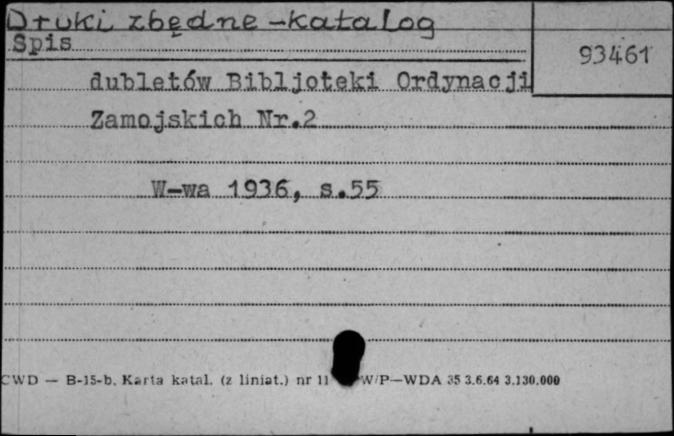 Druki zbędne - katalog
Spis
93461
dubletów Bibljoteki Ordynacji
Zamojskich Nr.2
W-wa 1936, s.55
CWD — B-15-b. Karta katal. (z liniat.) nr 11 W/P—WDA 35 3.6.64 3.130.000